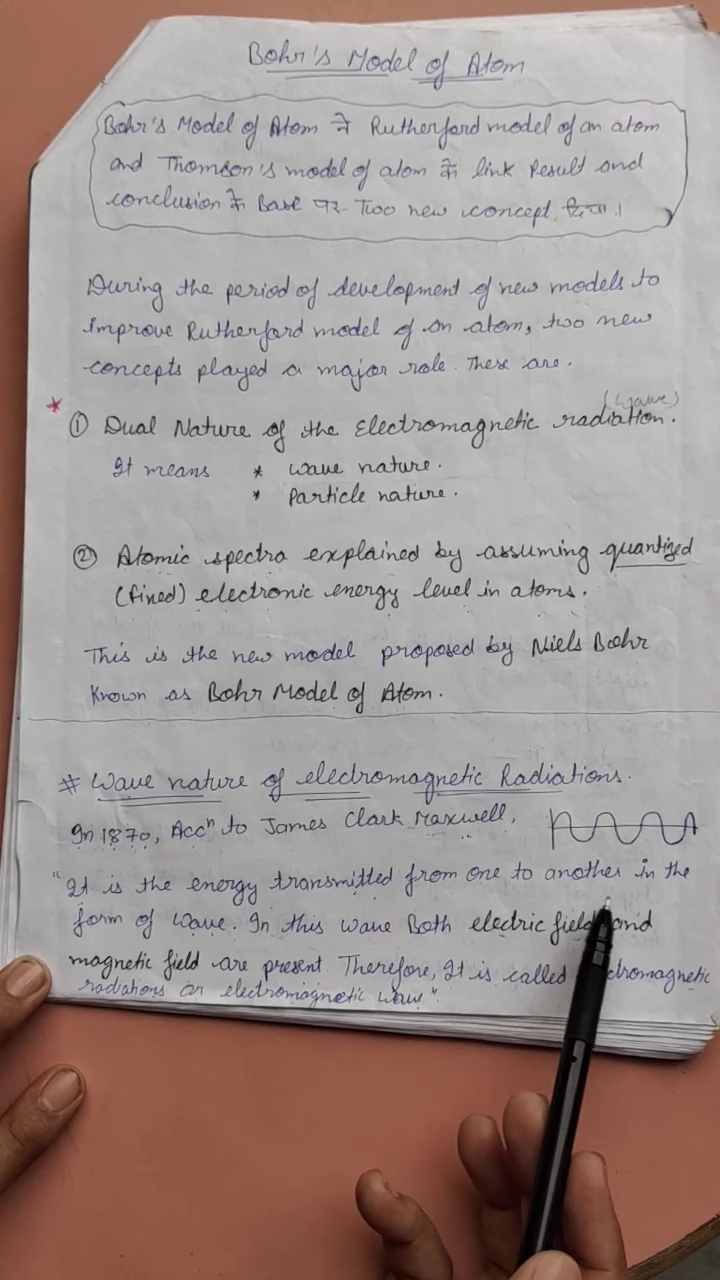 Bohr's Model of Atom
Bohr's Model of Atom ने Rutherford model of an atom
and Thomson's model of atom के link Result and
conclusion के Base पर Two new concept दिया।
During the period of development of new models to
improve Rutherford model of an atom, two new
concepts played a major role. These are.
(wave)
* ① Dual Nature of the Electromagnetic radiation.
It means * wave nature.
* Particle nature.
② Atomic spectra explained by assuming quantized
(fixed) electronic energy level in atoms.
This is the new model proposed by Niels Bohr
Known as Bohr Model of Atom.
# Wave nature of electromagnetic Radiations.
In 1870, Accⁿ to James Clark Maxwell,
"It is the energy transmitted from one to another in the
form of wave. In this wave Both electric field and
magnetic field are present. Therefore, It is called dromagnetic
radiations or electromagnetic wave".